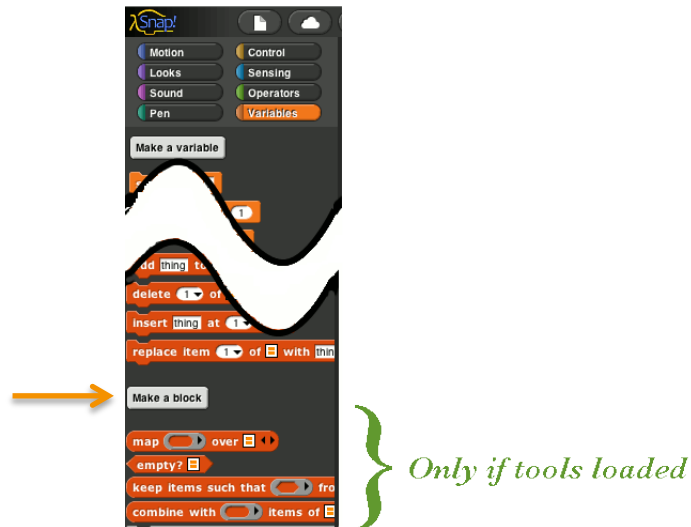 λSnap!
Motion Control
Looks Sensing
Sound Operators
Pen Variables
Make a variable
1
thing to
delete 1 of
insert thing at 1
replace item 1 of with thin
Make a block
map over
empty?
keep items such that fro
combine with items of
Only if tools loaded